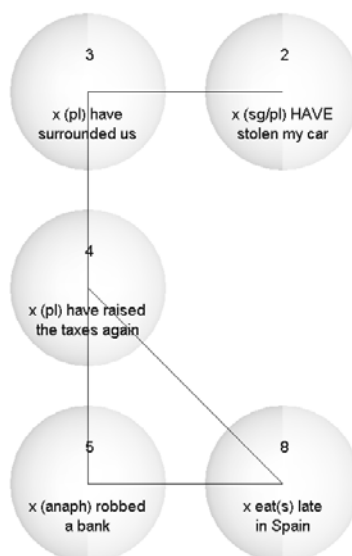 3
x (pl) have
surrounded us
2
x (sg/pl) HAVE
stolen my car
4
x (pl) have raised
the taxes again
5
x (anaph) robbed
a bank
8
x eat(s) late
in Spain